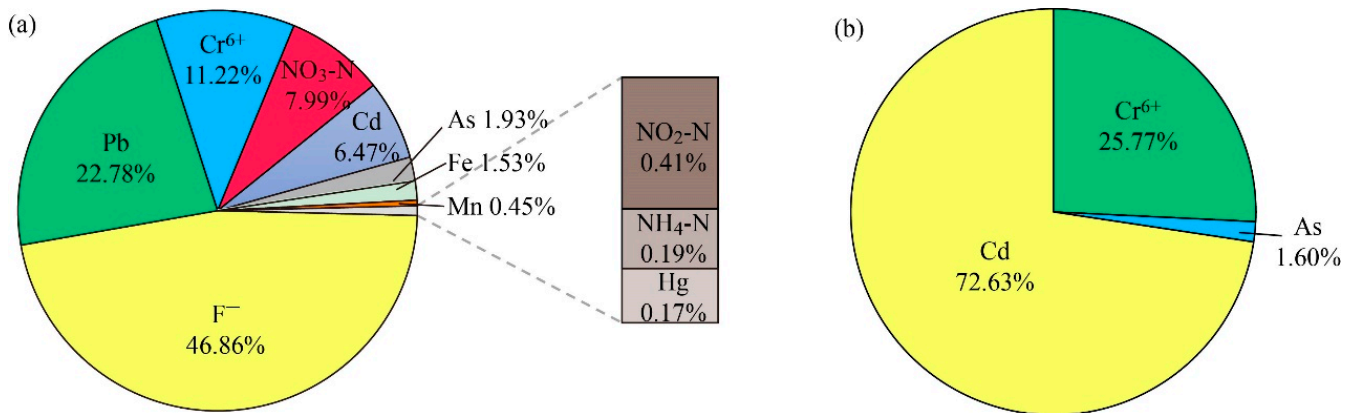 (a)
Cr⁶⁺
11.22%
NO₃-N
7.99%
Cd
6.47%
As 1.93%
Fe 1.53%
Mn 0.45%
Pb
22.78%
F⁻
46.86%
NO₂-N
0.41%
NH₄-N
0.19%
Hg
0.17%
(b)
Cr⁶⁺
25.77%
As
1.60%
Cd
72.63%